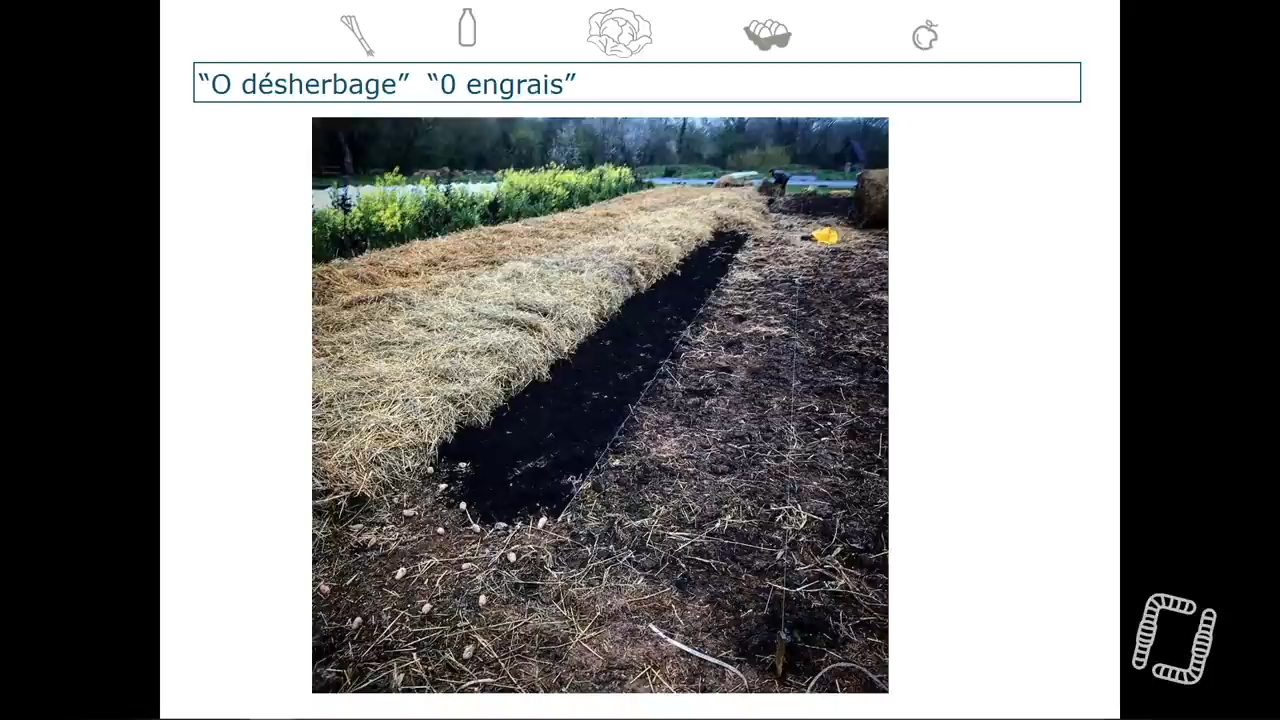 “O désherbage”  “0 engrais”